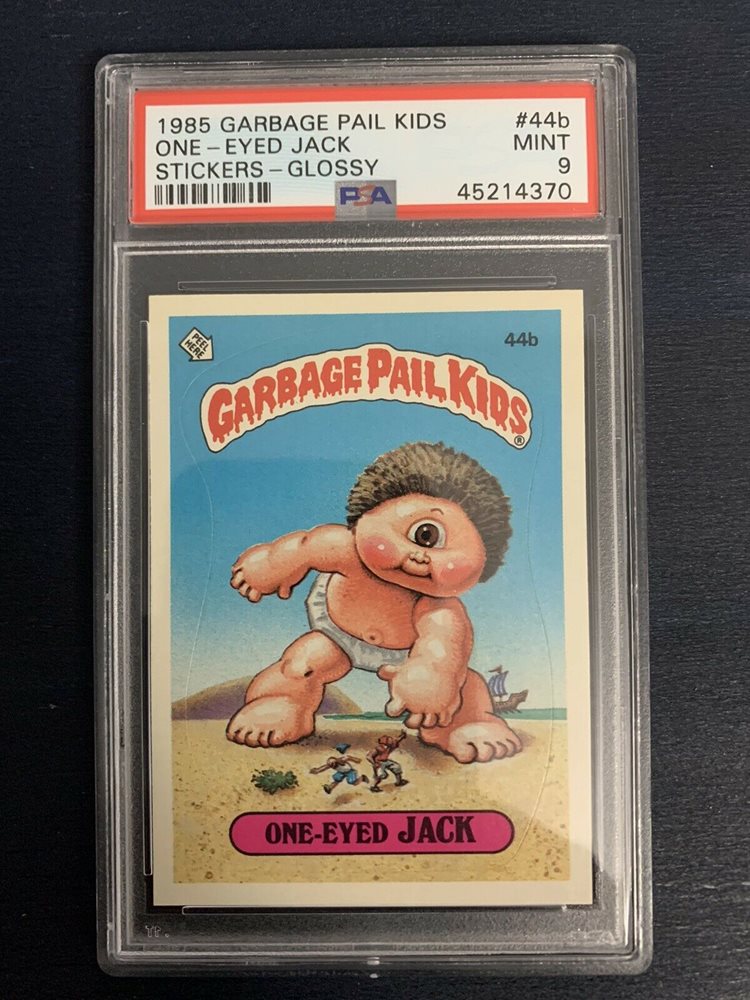 1985 GARBAGE PAIL KIDS #44b
ONE-EYED JACK MINT
STICKERS-GLOSSY 9
PSA 45214370
PEEL HERE
44b
GARBAGE PAIL KIDS®
ONE-EYED JACK